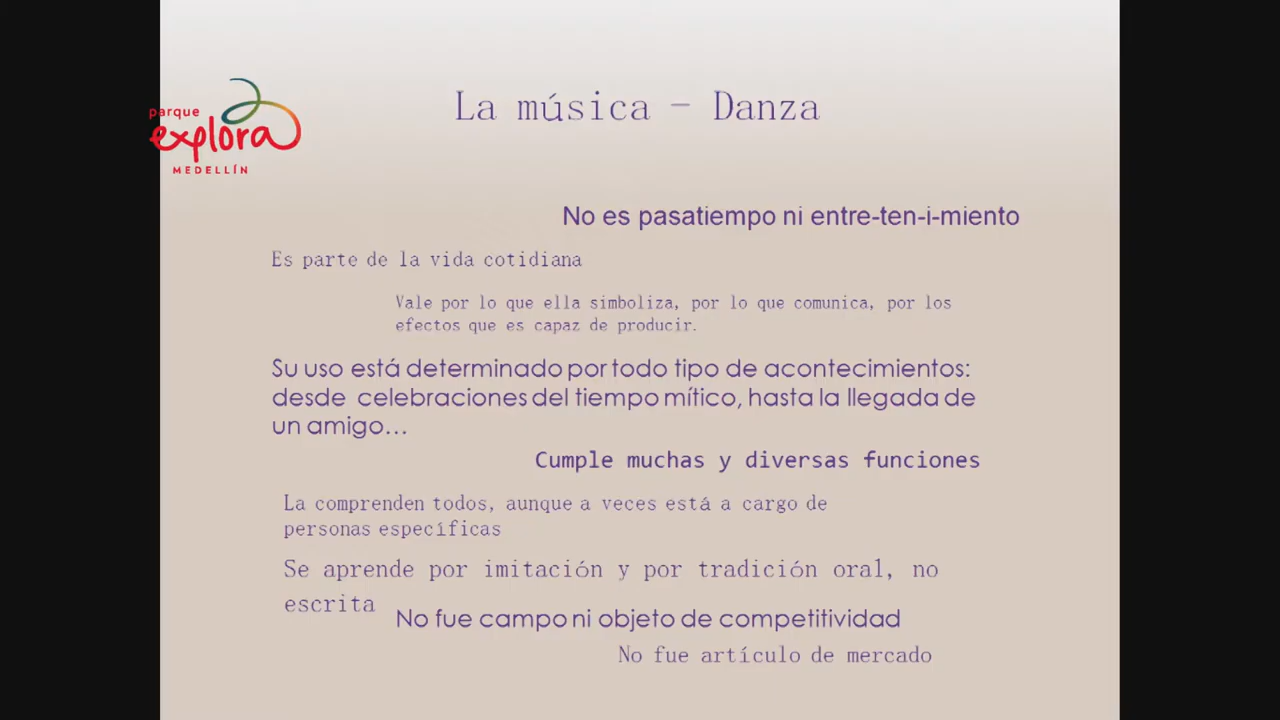 parque
explora
MEDELLÍN
La música - Danza
No es pasatiempo ni entre-ten-i-miento
Es parte de la vida cotidiana
Vale por lo que ella simboliza, por lo que comunica, por los
efectos que es capaz de producir.
Su uso está determinado por todo tipo de acontecimientos:
desde celebraciones del tiempo mítico, hasta la llegada de
un amigo...
Cumple muchas y diversas funciones
La comprenden todos, aunque a veces está a cargo de
personas específicas
Se aprende por imitación y por tradición oral, no
escrita
No fue campo ni objeto de competitividad
No fue artículo de mercado